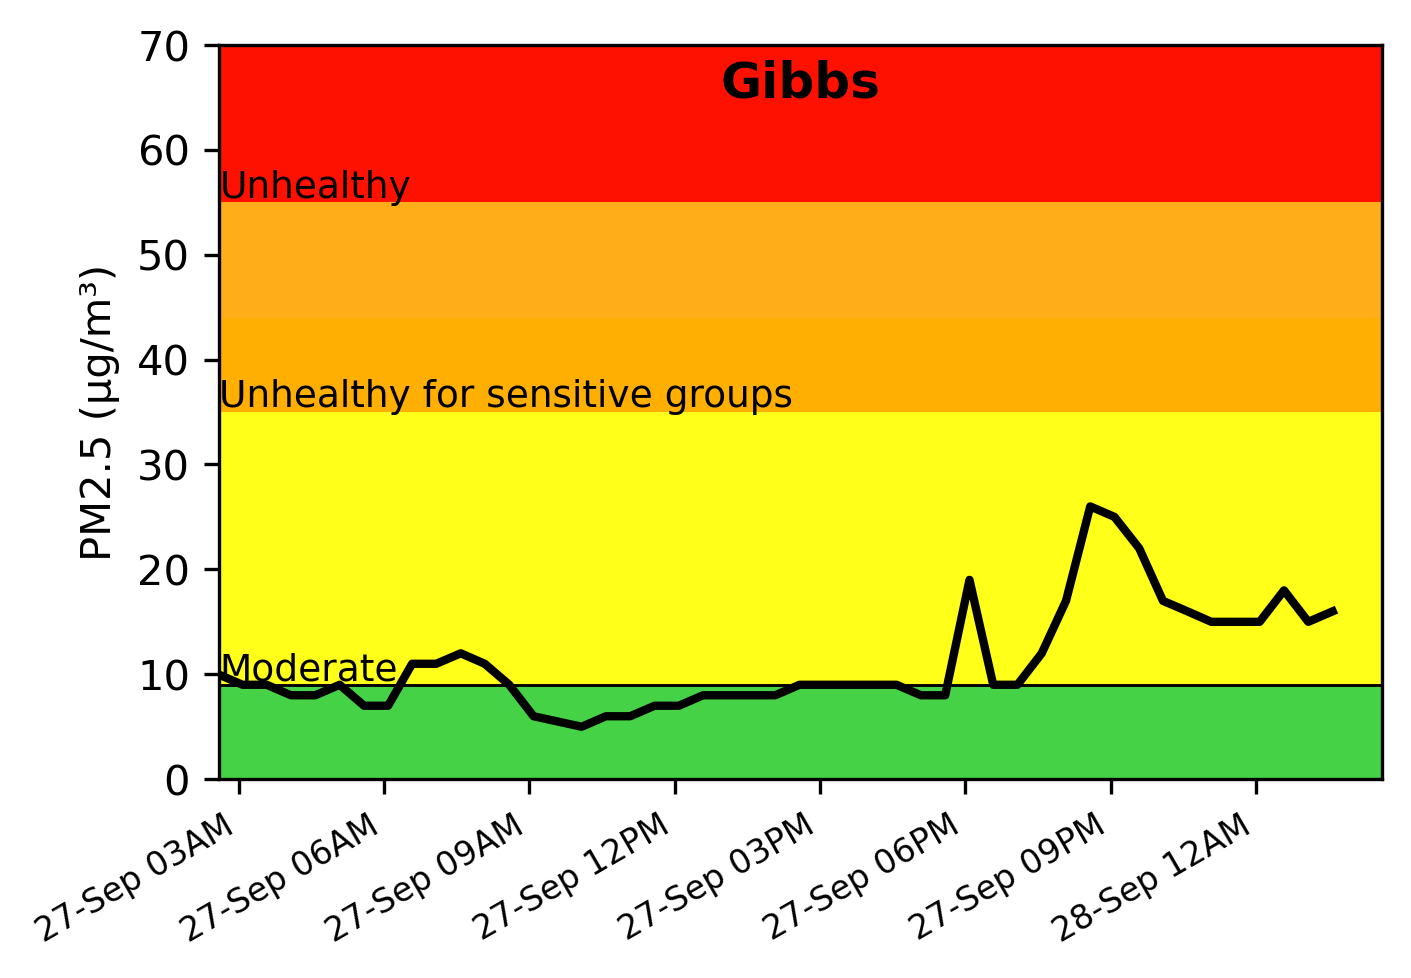 Gibbs
PM2.5 (µg/m³)
70
60
50
40
30
20
10
0
Unhealthy
Unhealthy for sensitive groups
Moderate
27-Sep 03AM
27-Sep 06AM
27-Sep 09AM
27-Sep 12PM
27-Sep 03PM
27-Sep 06PM
27-Sep 09PM
28-Sep 12AM